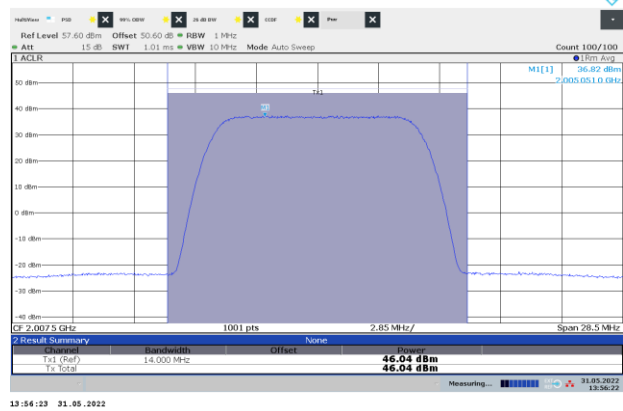 MultiView PSD X 99% OBW X 26 dB BW X CCDF X Pwr X
Ref Level 57.60 dBm Offset 50.60 dB RBW 1 MHz
Att 15 dB SWT 1.01 ms VBW 10 MHz Mode Auto Sweep Count 100/100
1 ACLR 1Rm Avg
M1[1] 36.82 dBm
2.005 051 0 GHz
50 dBm
Tx1
40 dBm
M1
30 dBm
20 dBm
10 dBm
0 dBm
-10 dBm
-20 dBm
-30 dBm
-40 dBm
CF 2.007 5 GHz 1001 pts 2.85 MHz/ Span 28.5 MHz
2 Result Summary None
Channel Bandwidth Offset Power
Tx1 (Ref) 14.000 MHz 46.04 dBm
Tx Total 46.04 dBm
Measuring... 31.05.2022
13:56:22
13:56:23 31.05.2022